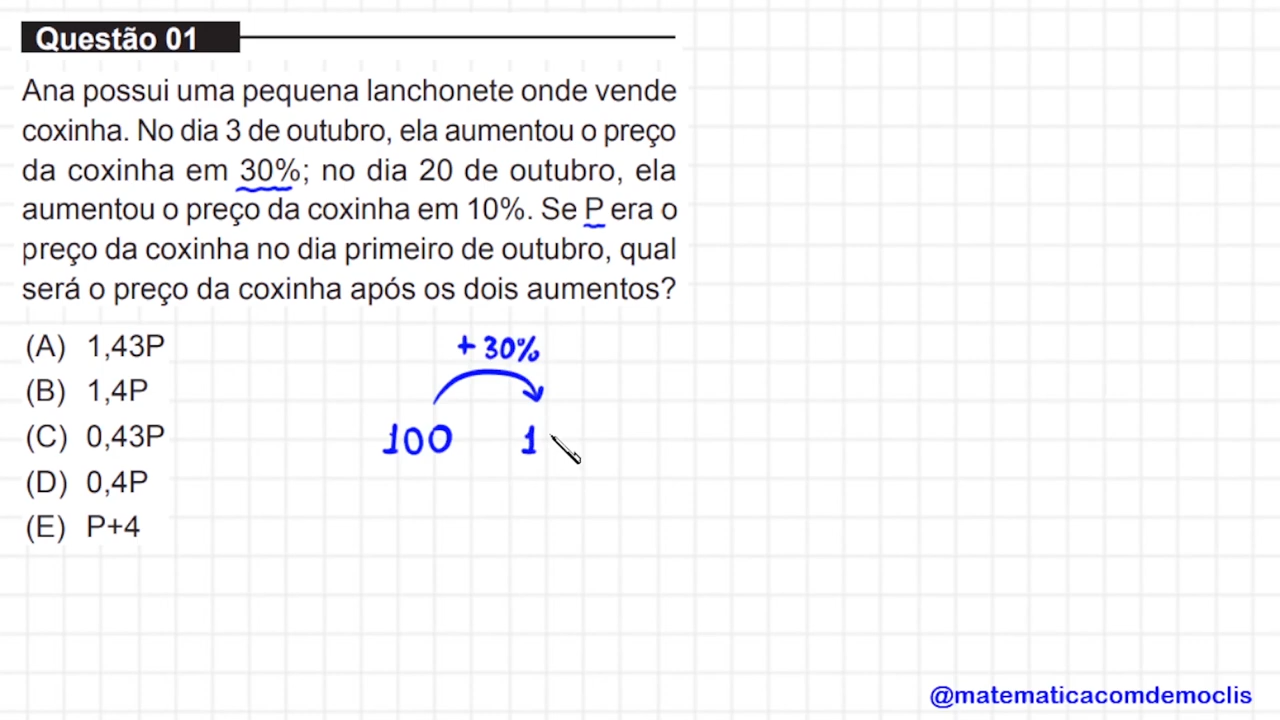 Questão 01
Ana possui uma pequena lanchonete onde vende
coxinha. No dia 3 de outubro, ela aumentou o preço
da coxinha em 30%; no dia 20 de outubro, ela
aumentou o preço da coxinha em 10%. Se P era o
preço da coxinha no dia primeiro de outubro, qual
será o preço da coxinha após os dois aumentos?
(A) 1,43P
(B) 1,4P
(C) 0,43P
(D) 0,4P
(E) P+4
+30%
100 1
@matematicacomdemoclis